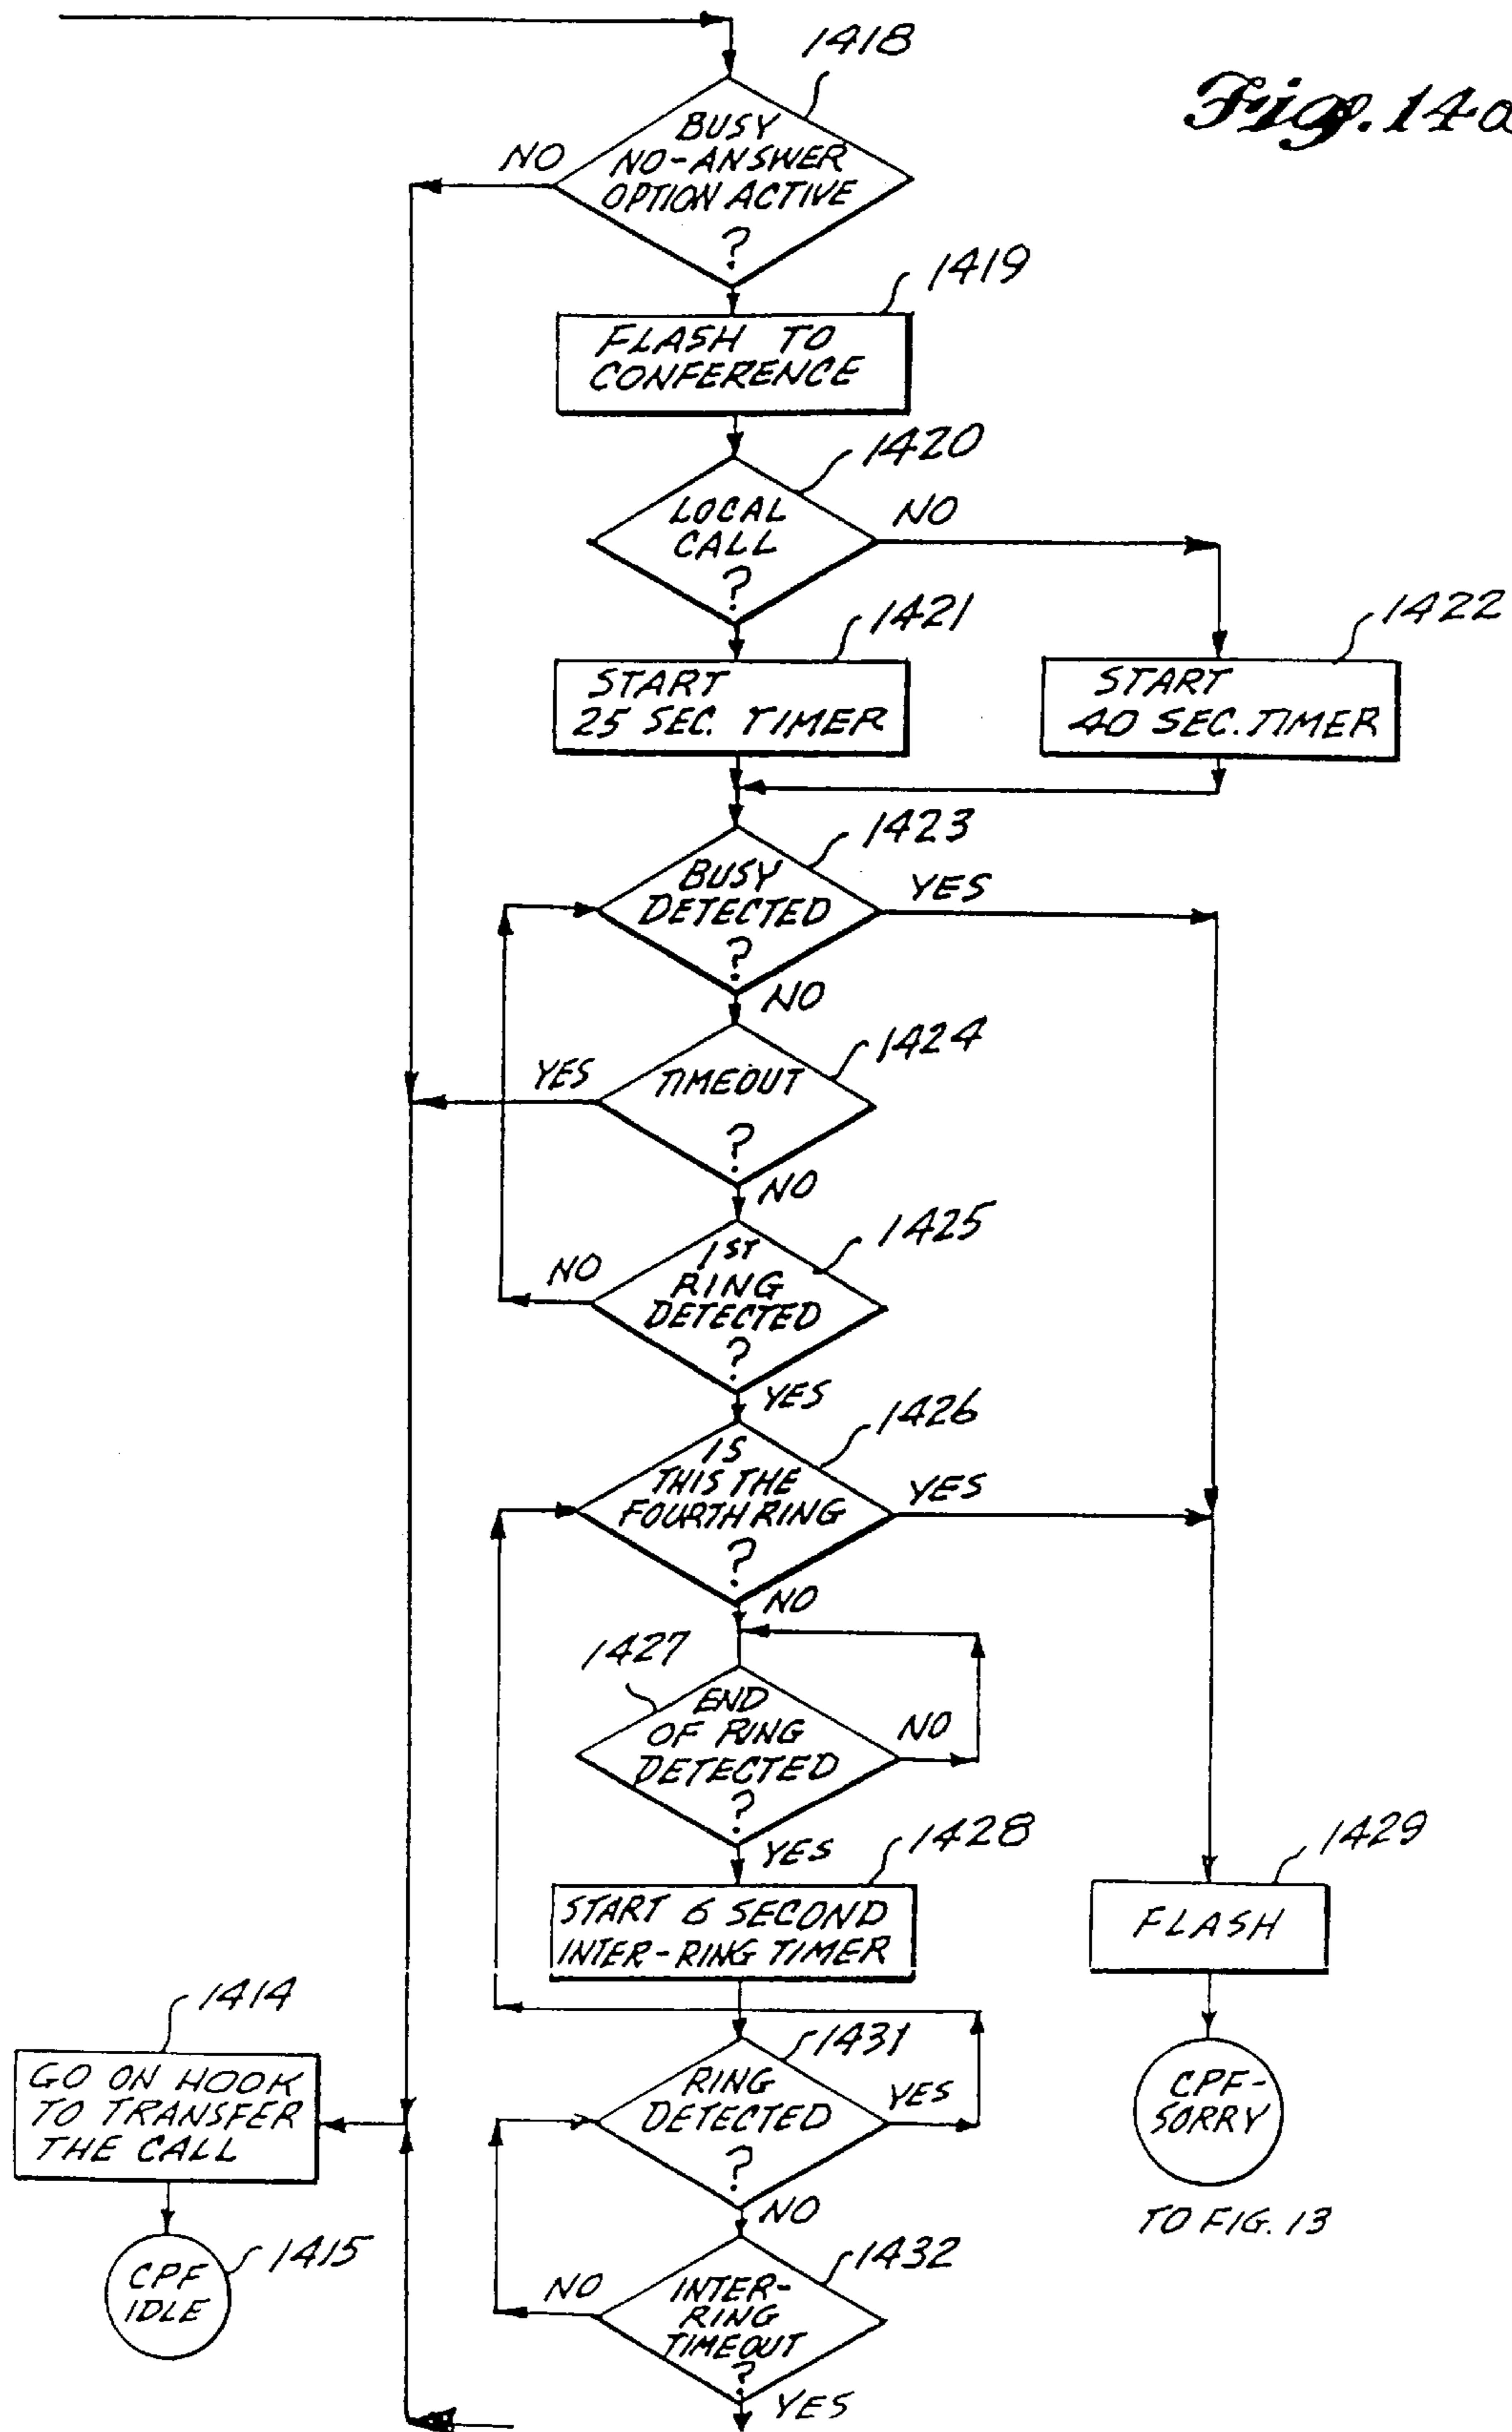 Fig. 14a
1418
BUSY
NO-ANSWER
OPTION ACTIVE
?
NO
1419
FLASH TO
CONFERENCE
1420
LOCAL
CALL
?
NO
1421
START
25 SEC. TIMER
1422
START
40 SEC. TIMER
1423
BUSY
DETECTED
?
YES
NO
1424
TIMEOUT
?
YES
NO
1425
1ST
RING
DETECTED
?
NO
YES
1426
IS
THIS THE
FOURTH RING
?
YES
NO
1427
END
OF RING
DETECTED
?
NO
YES
1428
START 6 SECOND
INTER-RING TIMER
1429
FLASH
CPF-
SORRY
TO FIG. 13
1414
GO ON HOOK
TO TRANSFER
THE CALL
1415
CPF
IDLE
1431
RING
DETECTED
?
YES
NO
1432
INTER-
RING
TIMEOUT
?
NO
YES